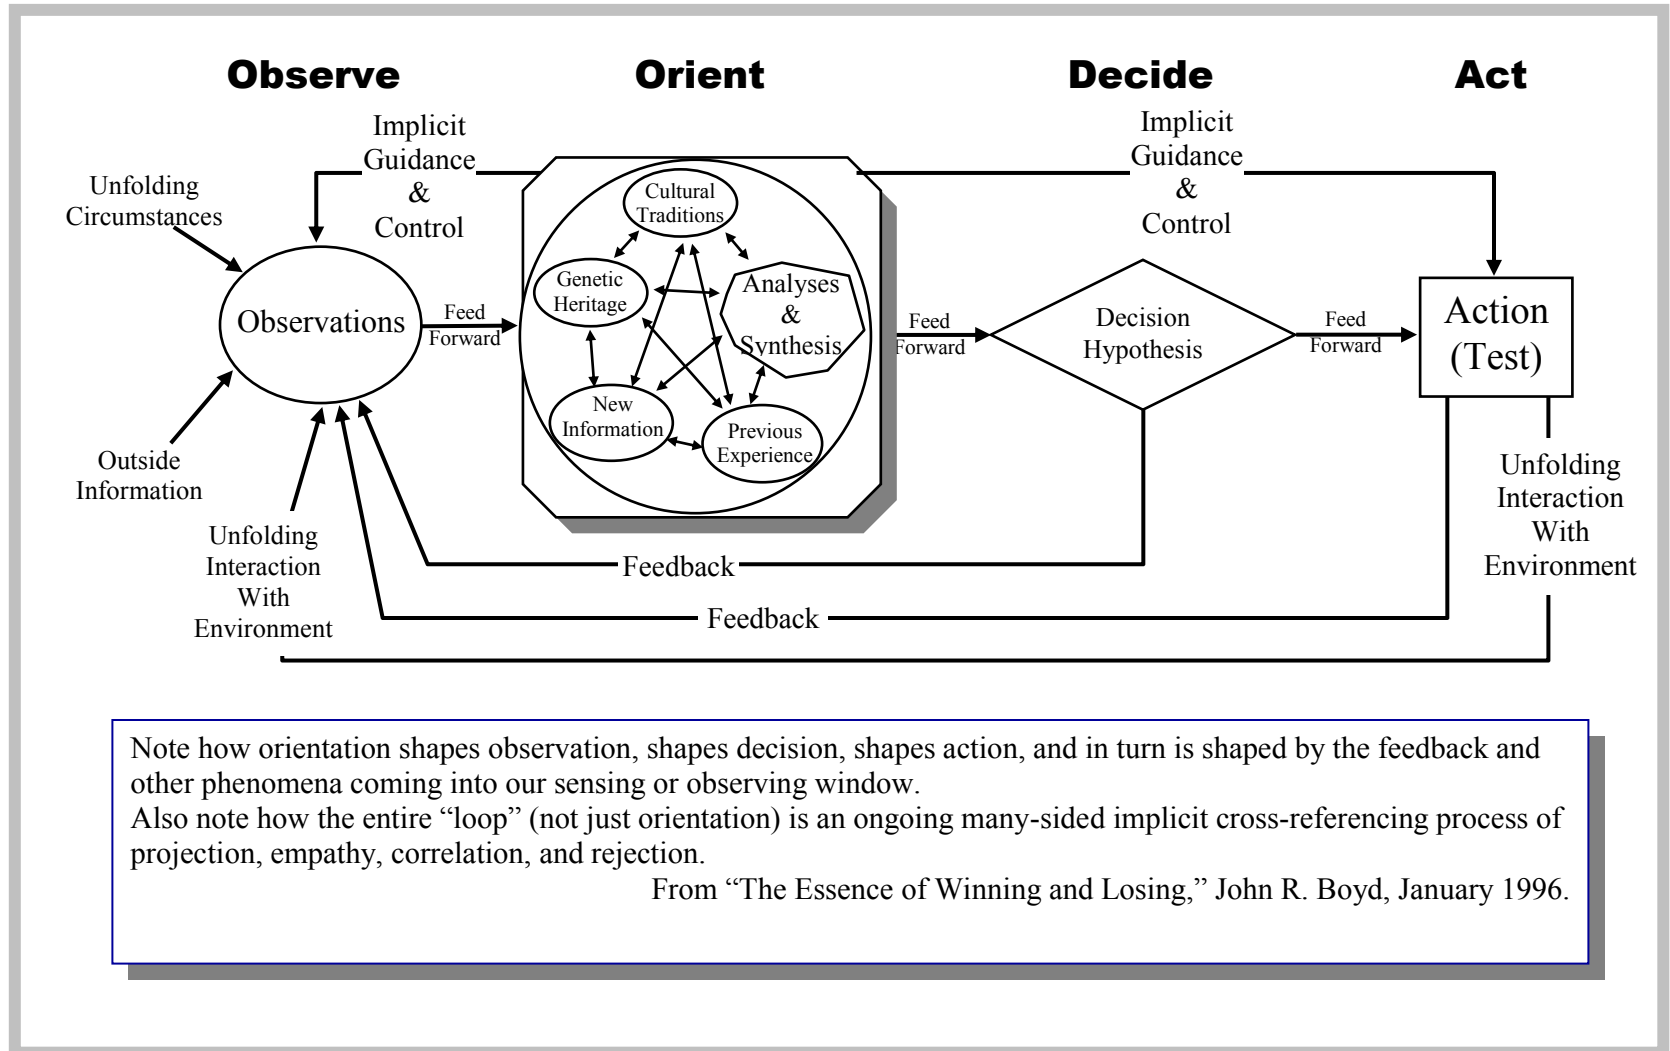 Observe
Orient
Decide
Act
Implicit
Guidance
&
Control
Implicit
Guidance
&
Control
Unfolding
Circumstances
Observations
Outside
Information
Unfolding
Interaction
With
Environment
Feed
Forward
Cultural
Traditions
Genetic
Heritage
Analyses
&
Synthesis
New
Information
Previous
Experience
Feed
Forward
Decision
Hypothesis
Feed
Forward
Action
(Test)
Unfolding
Interaction
With
Environment
Feedback
Feedback
Note how orientation shapes observation, shapes decision, shapes action, and in turn is shaped by the feedback and
other phenomena coming into our sensing or observing window.
Also note how the entire “loop” (not just orientation) is an ongoing many-sided implicit cross-referencing process of
projection, empathy, correlation, and rejection.
From “The Essence of Winning and Losing,” John R. Boyd, January 1996.